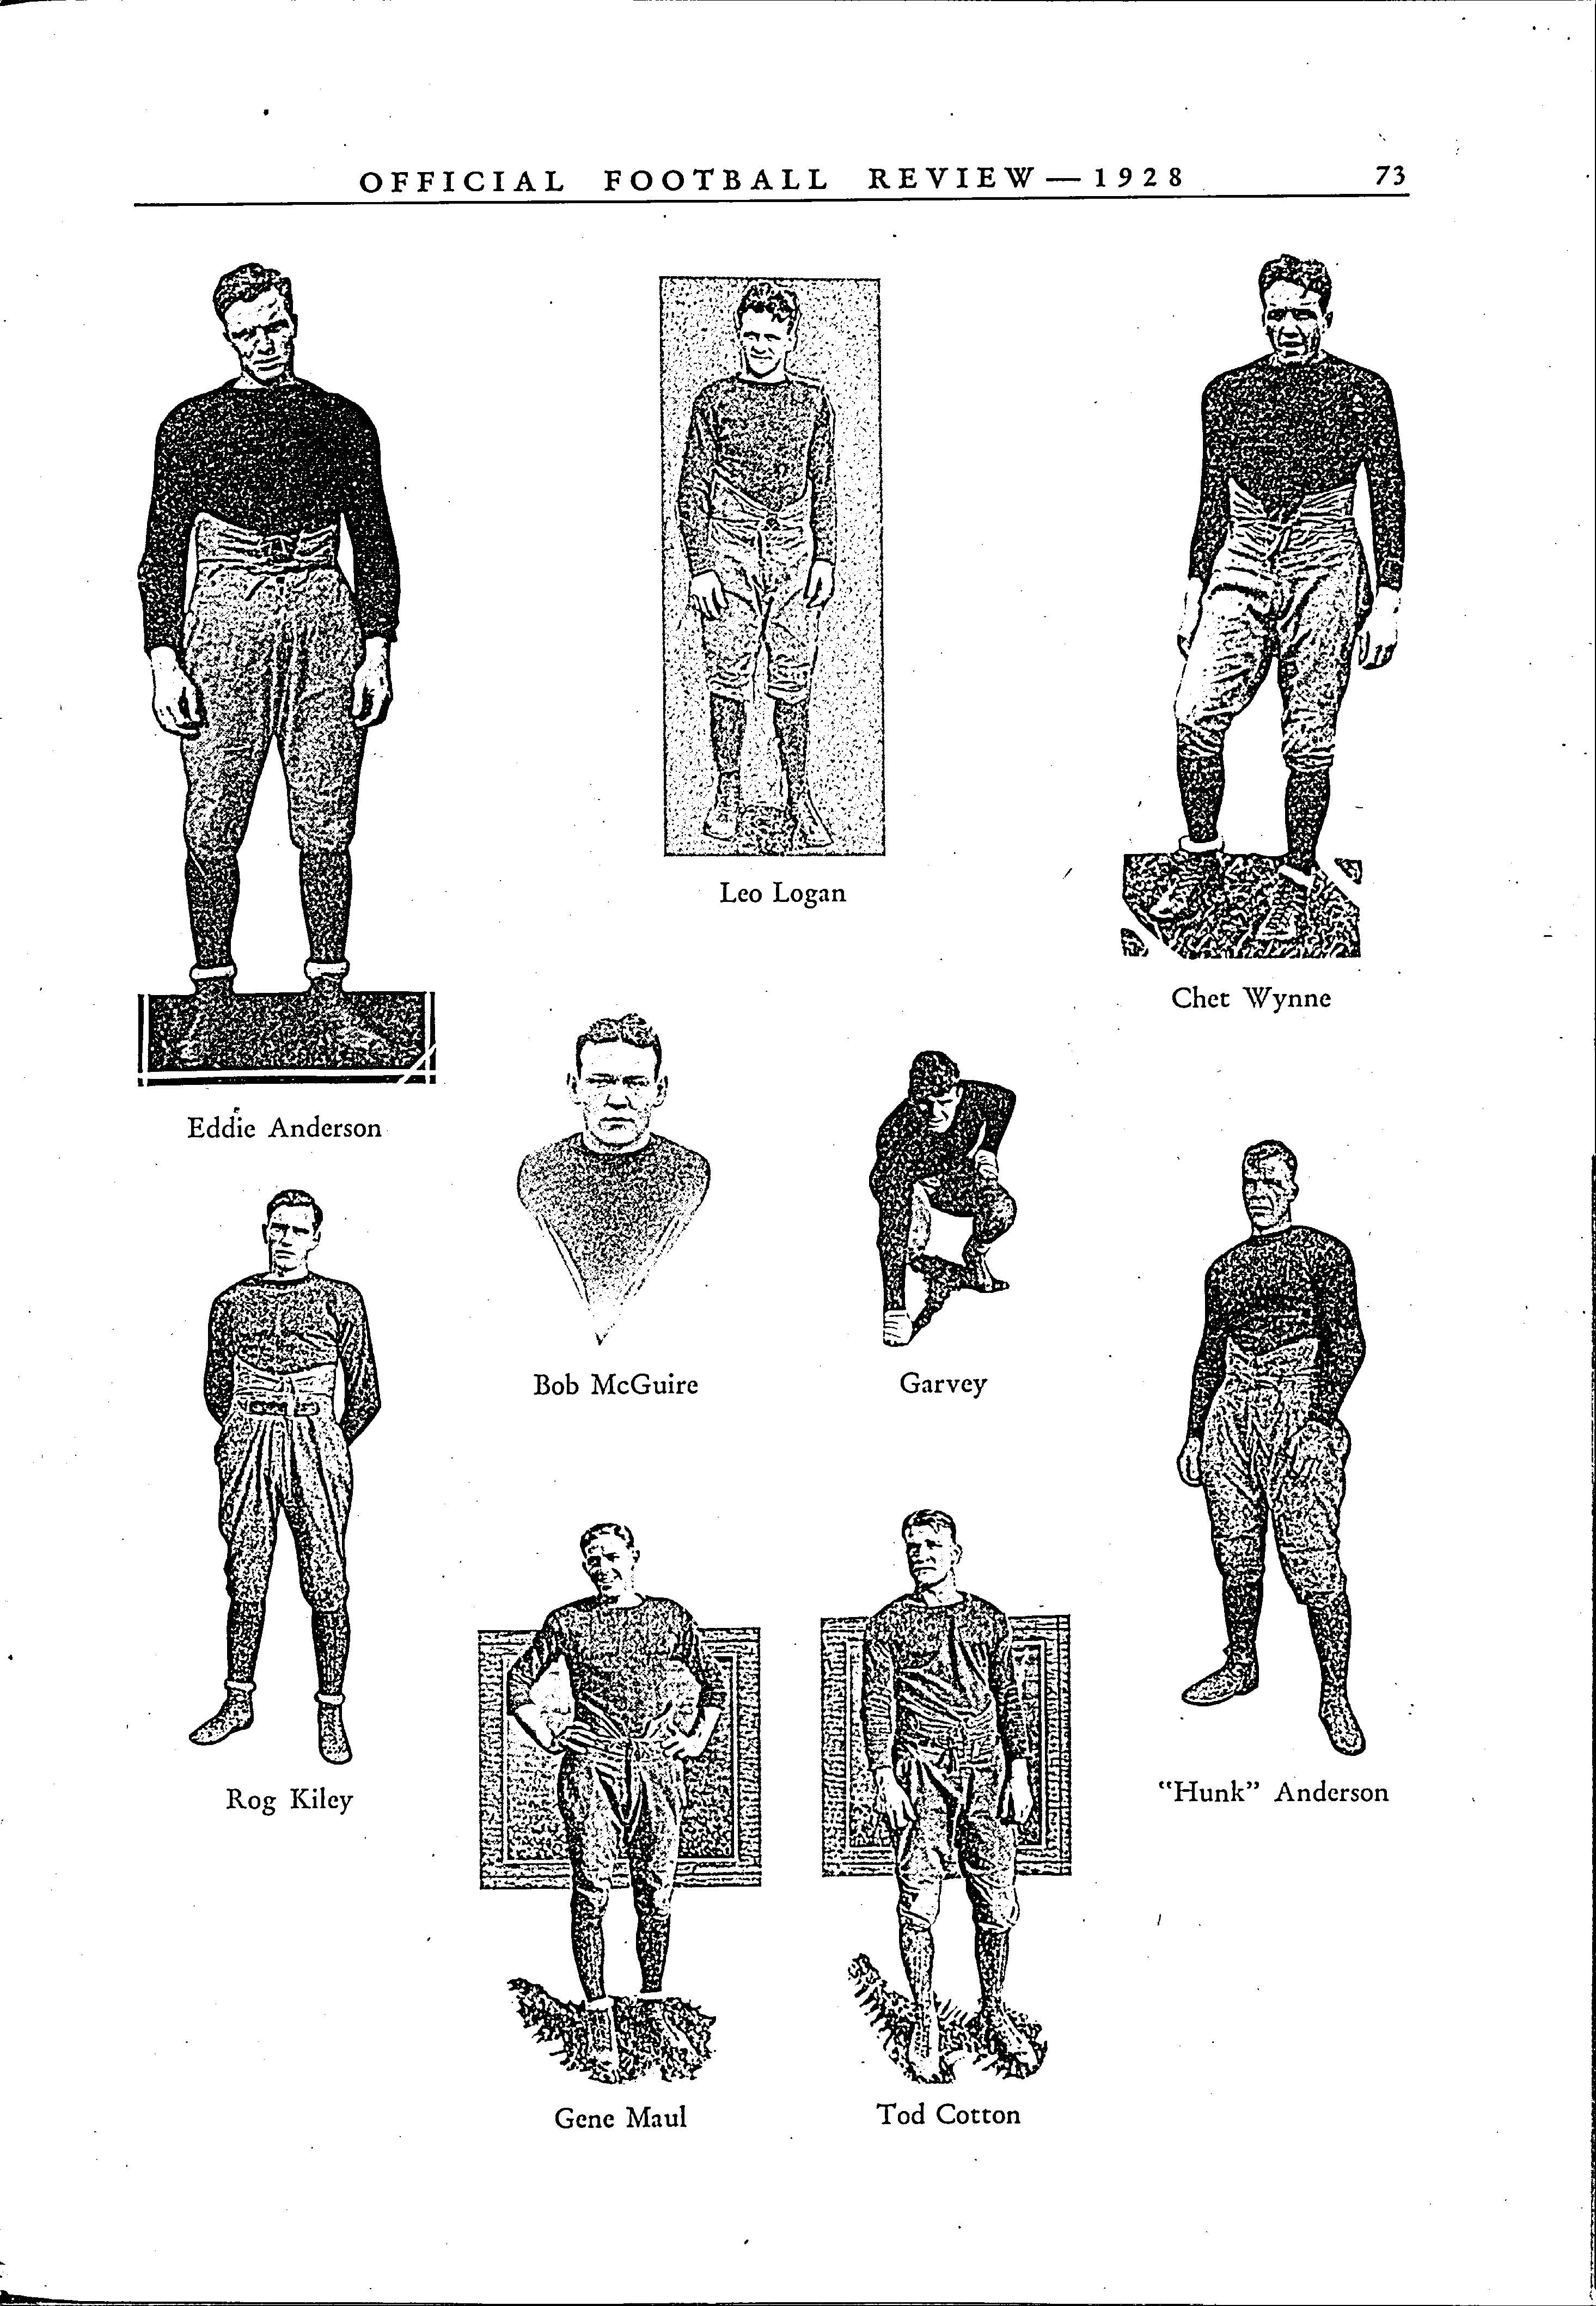 OFFICIAL FOOTBALL REVIEW—1928 73
Leo Logan
Chet Wynne
Eddie Anderson
Bob McGuire
Garvey
Rog Kiley
"Hunk" Anderson
Gene Maul
Tod Cotton